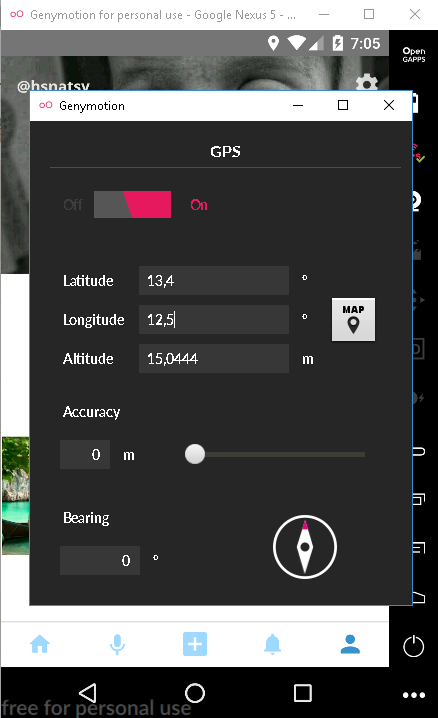 Genymotion for personal use - Google Nexus 5 - ...
7:05
Open
GAPPS
@hsnatsv
Genymotion
GPS
Off On
Latitude 13,4 °
Longitude 12,5 °
MAP
Altitude 15,0444 m
Accuracy
0 m
Bearing
0 °
free for personal use